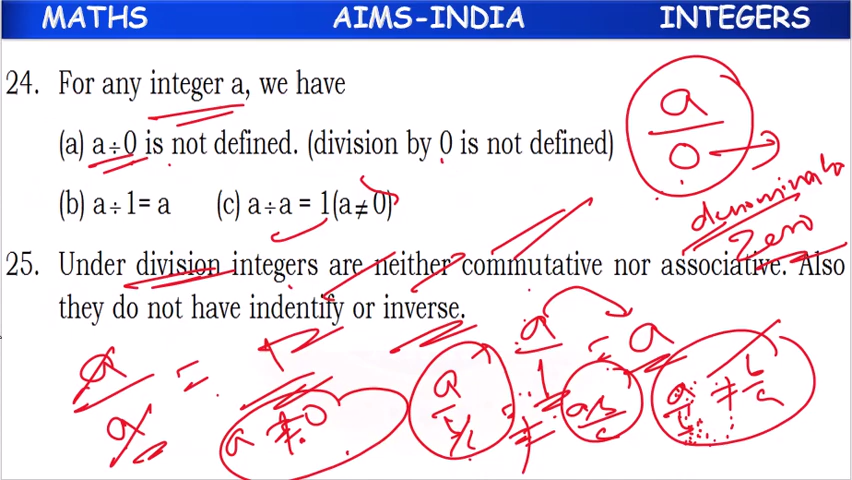 MATHS AIMS-INDIA INTEGERS
24. For any integer a, we have
(a) a÷0 is not defined. (division by 0 is not defined)
(b) a÷1= a (c) a÷a = 1(a≠0)
a/0
denominator
Zero
25. Under division integers are neither commutative nor associative. Also
they do not have indentify or inverse.
a/a = 1
a ≠ 0
a/1 = a
a/b ≠ b/a